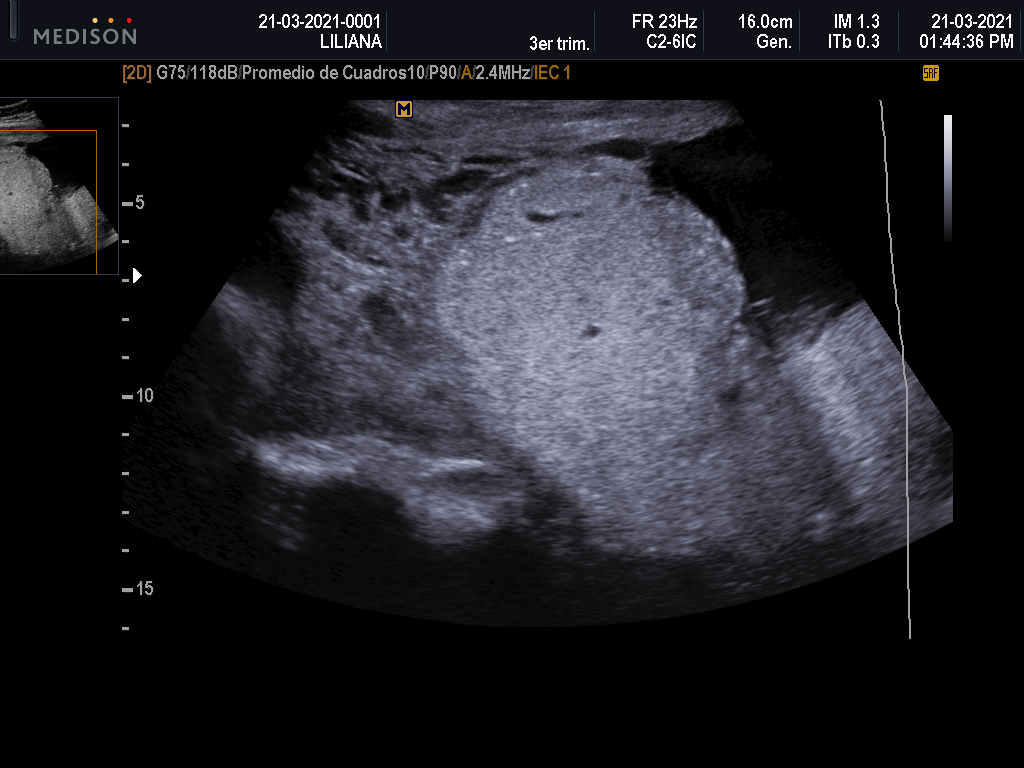 MEDISON
21-03-2021-0001
LILIANA
3er trim.
FR 23Hz
C2-6IC
16.0cm
Gen.
IM 1.3
ITb 0.3
21-03-2021
01:44:36 PM
[2D] G75/118dB/Promedio de Cuadros10/P90/A/2.4MHz/IEC 1
SRF
M
5
10
15